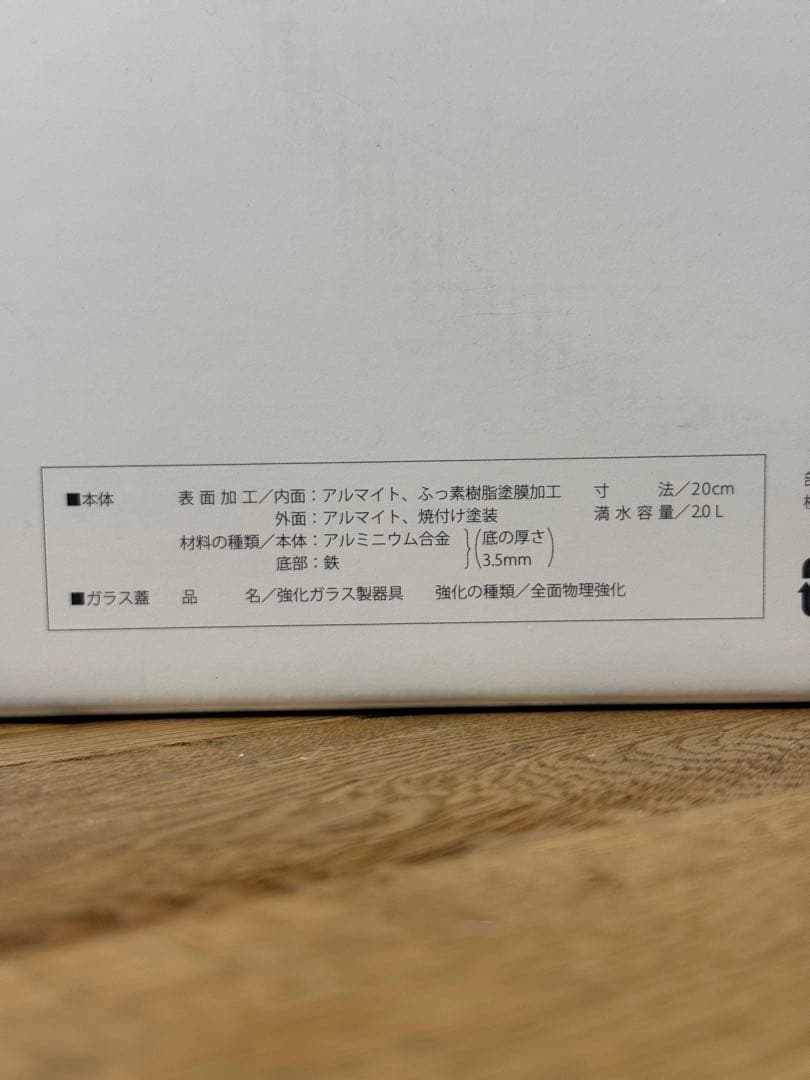 ■本体 表面加工／内面：アルマイト、ふっ素樹脂塗膜加工 寸法／20cm
外面：アルマイト、焼付け塗装 満水容量／2.0L
材料の種類／本体：アルミニウム合金 (底の厚さ
底部：鉄 3.5mm)
■ガラス蓋 品名／強化ガラス製器具 強化の種類／全面物理強化